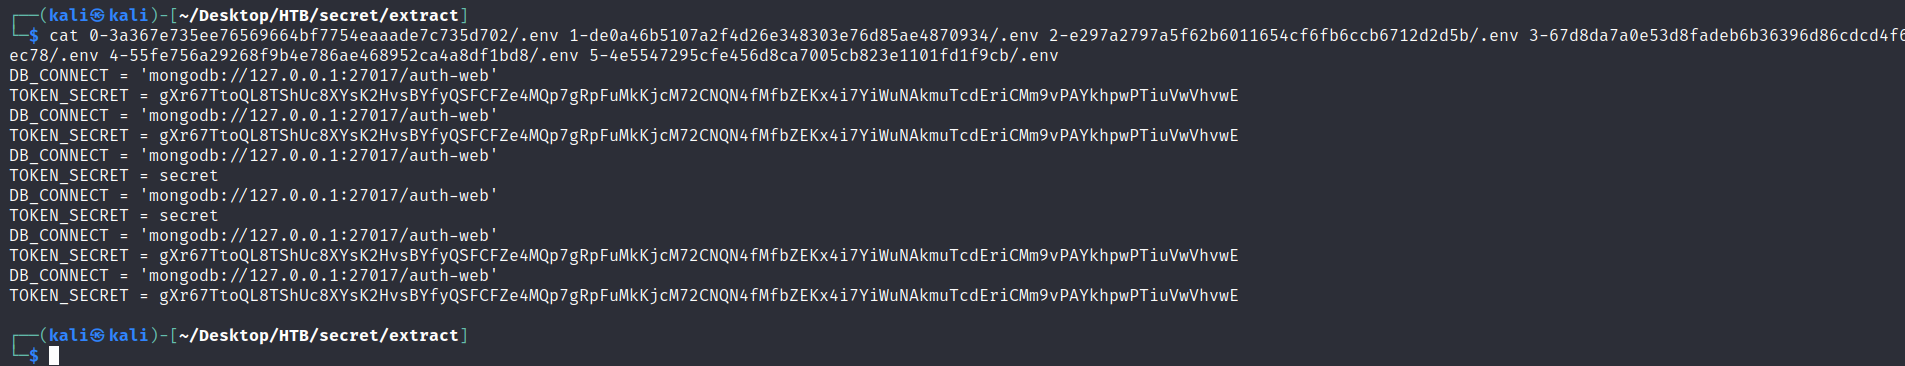 ┌──(kali㉿kali)-[~/Desktop/HTB/secret/extract]
└─$ cat 0-3a367e735ee76569664bf7754eaaade7c735d702/.env 1-de0a46b5107a2f4d26e348303e76d85ae4870934/.env 2-e297a2797a5f62b6011654cf6fb6ccb6712d2d5b/.env 3-67d8da7a0e53d8fadeb6b36396d86cdcd4f6
ec78/.env 4-55fe756a29268f9b4e786ae468952ca4a8df1bd8/.env 5-4e5547295cfe456d8ca7005cb823e1101fd1f9cb/.env
DB_CONNECT = 'mongodb://127.0.0.1:27017/auth-web'
TOKEN_SECRET = gXr67TtoQL8TShUc8XYsK2HvsBYfyQSFCFZe4MQp7gRpFuMkKjcM72CNQN4fMfbZEKx4i7YiWuNAkmuTcdEriCMm9vPAYkhpwPTiuVwVhvwE
DB_CONNECT = 'mongodb://127.0.0.1:27017/auth-web'
TOKEN_SECRET = gXr67TtoQL8TShUc8XYsK2HvsBYfyQSFCFZe4MQp7gRpFuMkKjcM72CNQN4fMfbZEKx4i7YiWuNAkmuTcdEriCMm9vPAYkhpwPTiuVwVhvwE
DB_CONNECT = 'mongodb://127.0.0.1:27017/auth-web'
TOKEN_SECRET = secret
DB_CONNECT = 'mongodb://127.0.0.1:27017/auth-web'
TOKEN_SECRET = secret
DB_CONNECT = 'mongodb://127.0.0.1:27017/auth-web'
TOKEN_SECRET = gXr67TtoQL8TShUc8XYsK2HvsBYfyQSFCFZe4MQp7gRpFuMkKjcM72CNQN4fMfbZEKx4i7YiWuNAkmuTcdEriCMm9vPAYkhpwPTiuVwVhvwE
DB_CONNECT = 'mongodb://127.0.0.1:27017/auth-web'
TOKEN_SECRET = gXr67TtoQL8TShUc8XYsK2HvsBYfyQSFCFZe4MQp7gRpFuMkKjcM72CNQN4fMfbZEKx4i7YiWuNAkmuTcdEriCMm9vPAYkhpwPTiuVwVhvwE
┌──(kali㉿kali)-[~/Desktop/HTB/secret/extract]
└─$